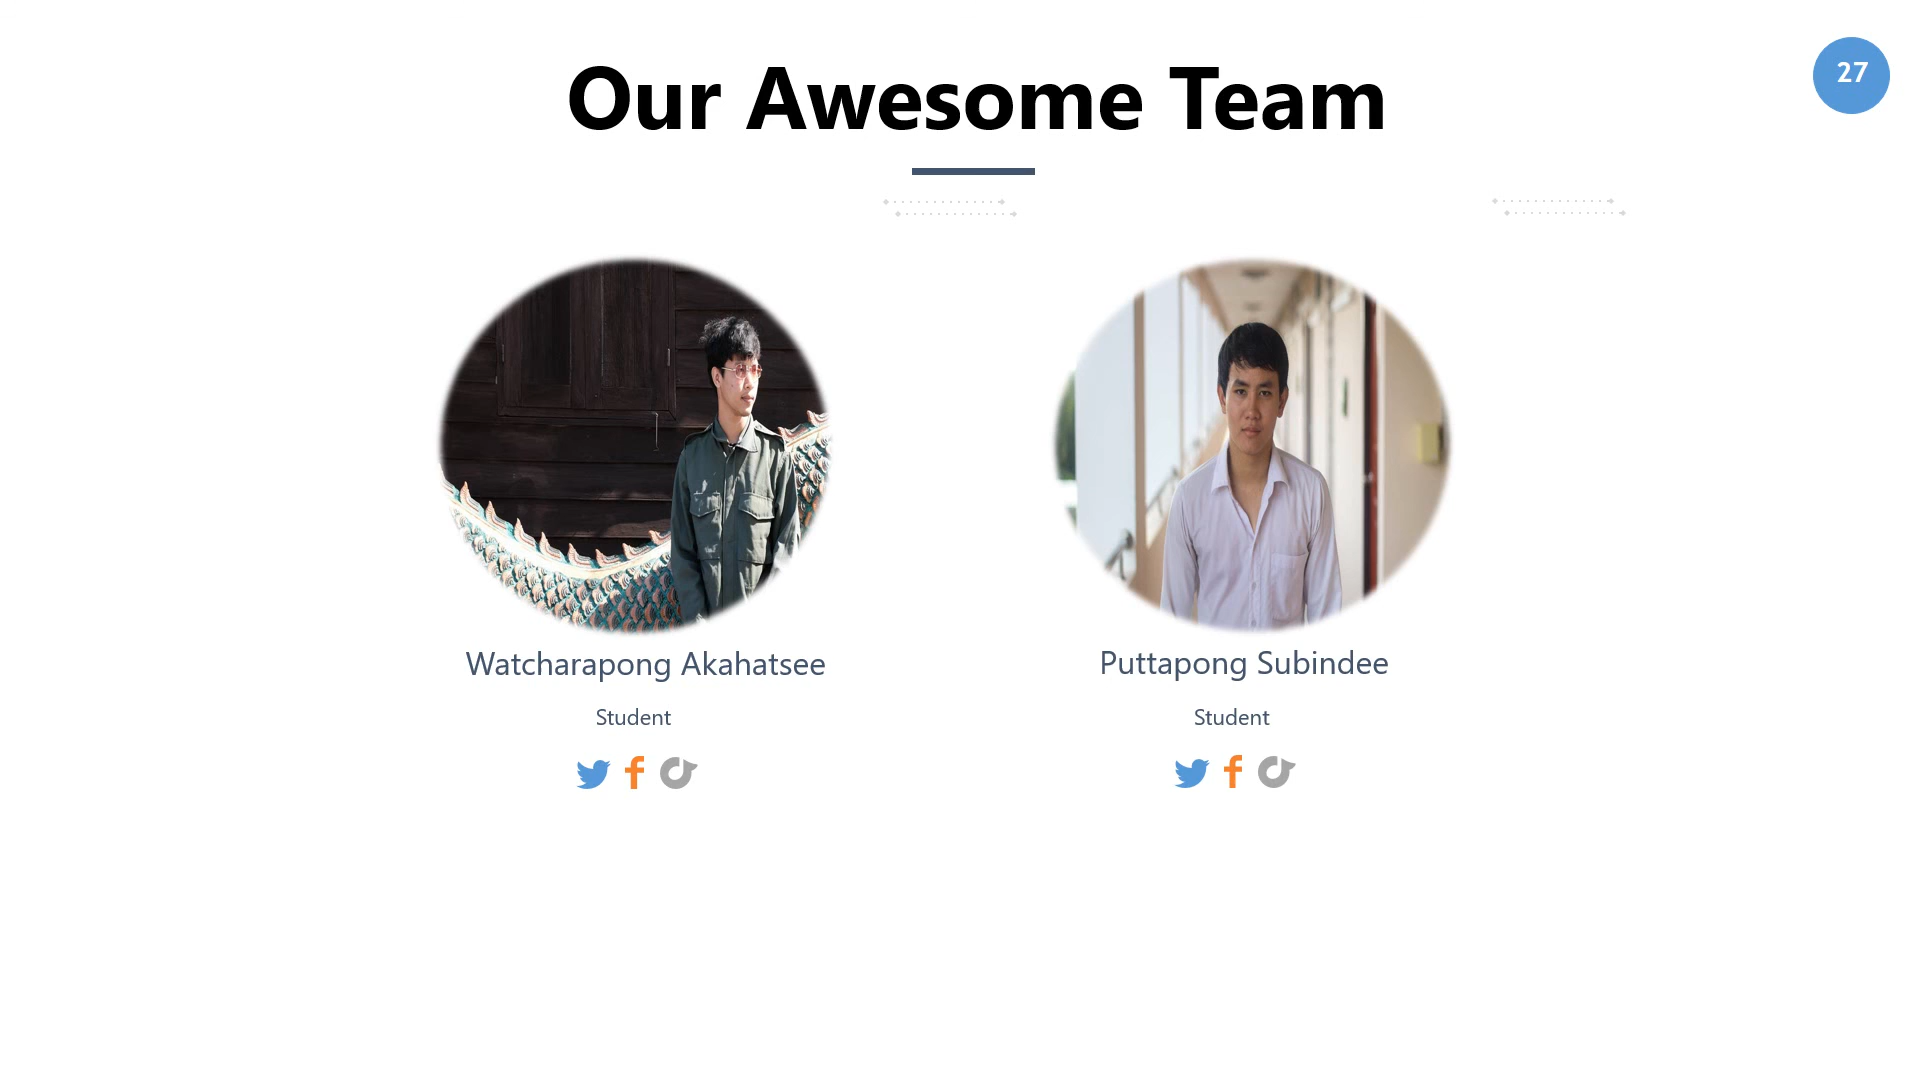 Our Awesome Team
27
Watcharapong Akahatsee
Student
Puttapong Subindee
Student